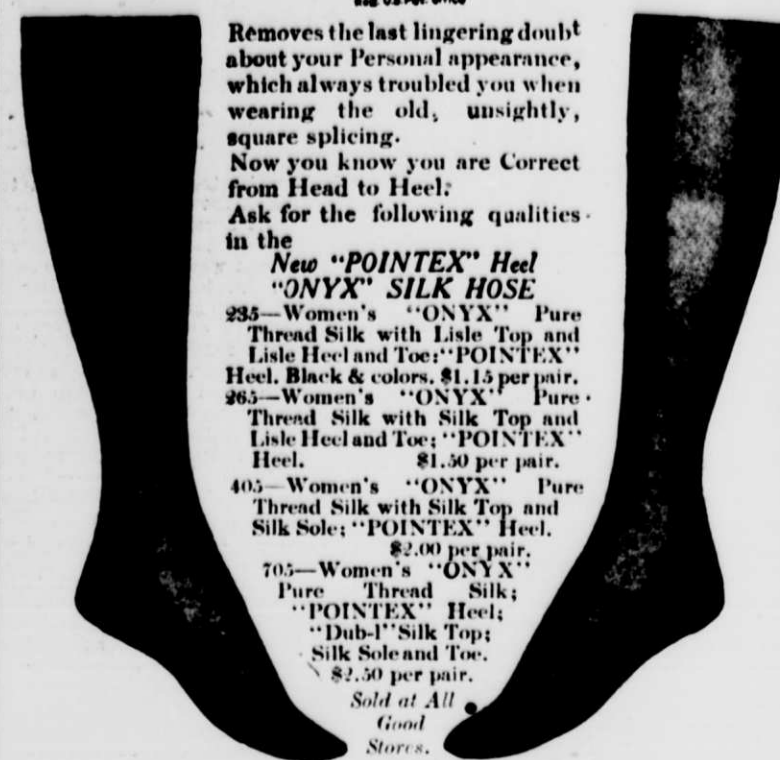 Reg. U.S. Pat. Office
Removes the last lingering doubt
about your Personal appearance,
which always troubled you when
wearing the old, unsightly,
square splicing.
Now you know you are Correct
from Head to Heel.
Ask for the following qualities
in the
New "POINTEX" Heel
"ONYX" SILK HOSE
235—Women's "ONYX" Pure
Thread Silk with Lisle Top and
Lisle Heel and Toe; "POINTEX"
Heel. Black & colors. $1.15 per pair.
265—Women's "ONYX" Pure
Thread Silk with Silk Top and
Lisle Heel and Toe; "POINTEX"
Heel. $1.50 per pair.
405—Women's "ONYX" Pure
Thread Silk with Silk Top and
Silk Sole; "POINTEX" Heel.
$2.00 per pair.
705—Women's "ONYX"
Pure Thread Silk;
"POINTEX" Heel;
"Dub-l" Silk Top;
Silk Sole and Toe.
$2.50 per pair.
Sold at All
Good
Stores.